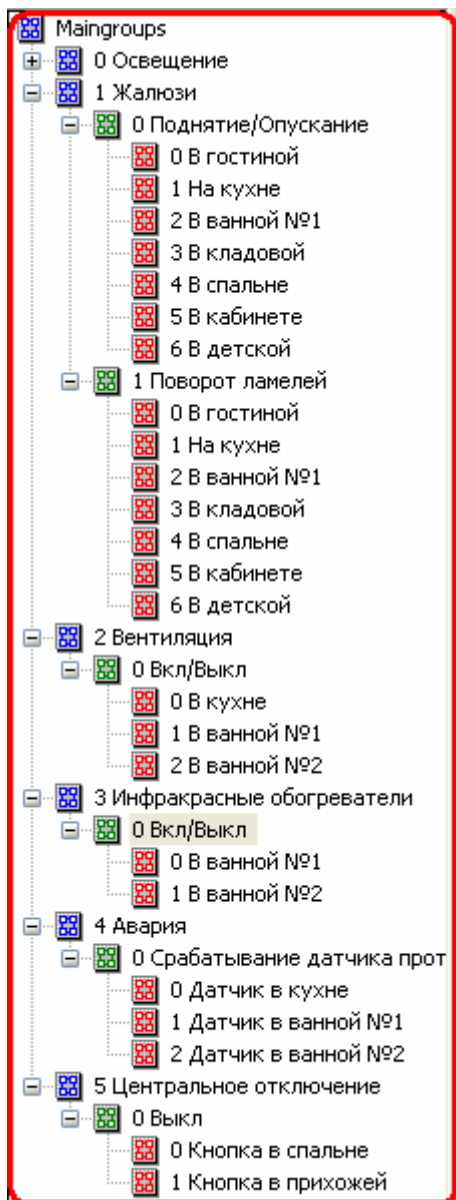 Maingroups
0 Освещение
1 Жалюзи
0 Поднятие/Опускание
0 В гостиной
1 На кухне
2 В ванной №1
3 В кладовой
4 В спальне
5 В кабинете
6 В детской
1 Поворот ламелей
0 В гостиной
1 На кухне
2 В ванной №1
3 В кладовой
4 В спальне
5 В кабинете
6 В детской
2 Вентиляция
0 Вкл/Выкл
0 В кухне
1 В ванной №1
2 В ванной №2
3 Инфракрасные обогреватели
0 Вкл/Выкл
0 В ванной №1
1 В ванной №2
4 Авария
0 Срабатывание датчика прот
0 Датчик в кухне
1 Датчик в ванной №1
2 Датчик в ванной №2
5 Центральное отключение
0 Выкл
0 Кнопка в спальне
1 Кнопка в прихожей